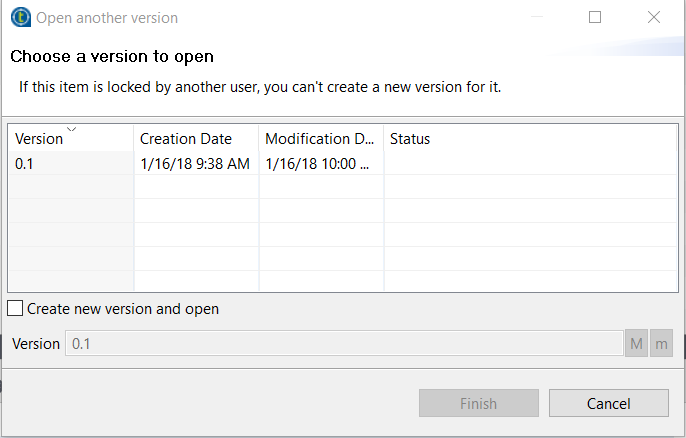 Open another version
Choose a version to open
If this item is locked by another user, you can't create a new version for it.
Version Creation Date Modification D... Status
0.1 1/16/18 9:38 AM 1/16/18 10:00 ...
Create new version and open
Version 0.1 M m
Finish Cancel